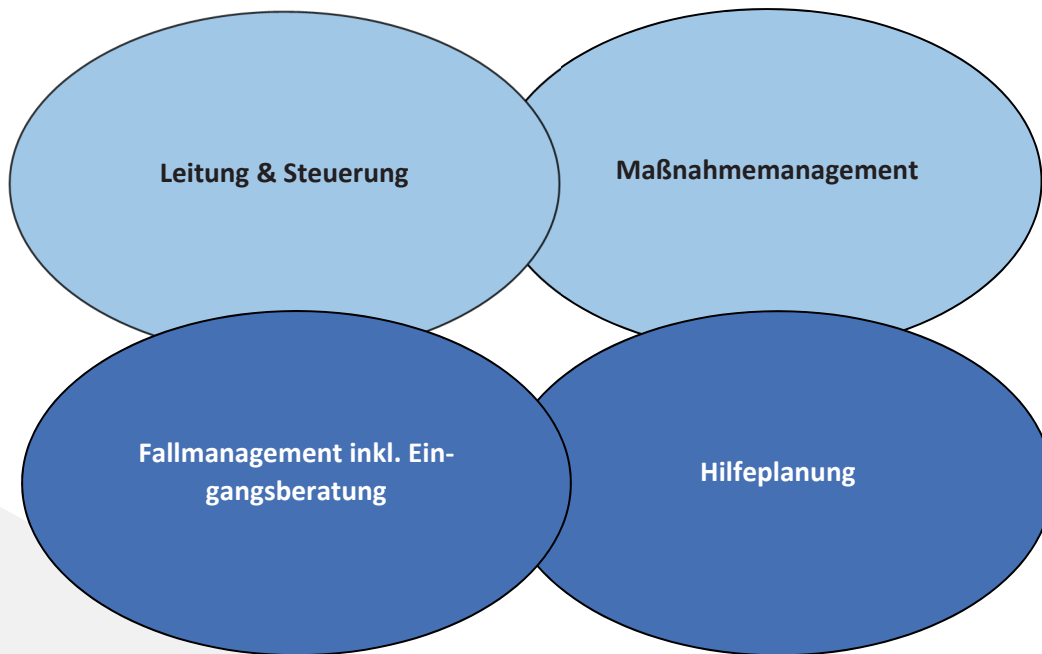 Leitung & Steuerung
Maßnahmemanagement
Fallmanagement inkl. Ein-
gangsberatung
Hilfeplanung